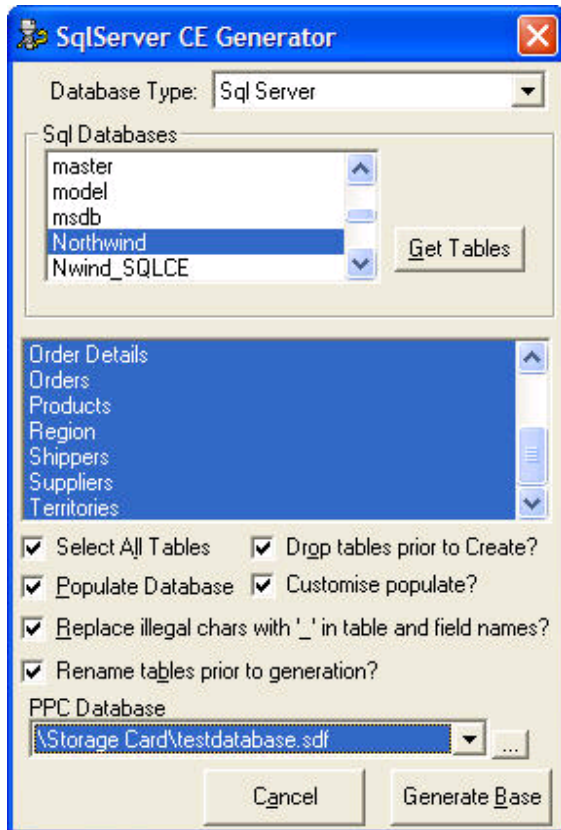 SqlServer CE Generator
Database Type: Sql Server
Sql Databases
master
model
msdb
Northwind
Nwind_SQLCE
Get Tables
Order Details
Orders
Products
Region
Shippers
Suppliers
Territories
Select All Tables Drop tables prior to Create?
Populate Database Customise populate?
Replace illegal chars with '_' in table and field names?
Rename tables prior to generation?
PPC Database
\Storage Card\testdatabase.sdf ...
Cancel Generate Base